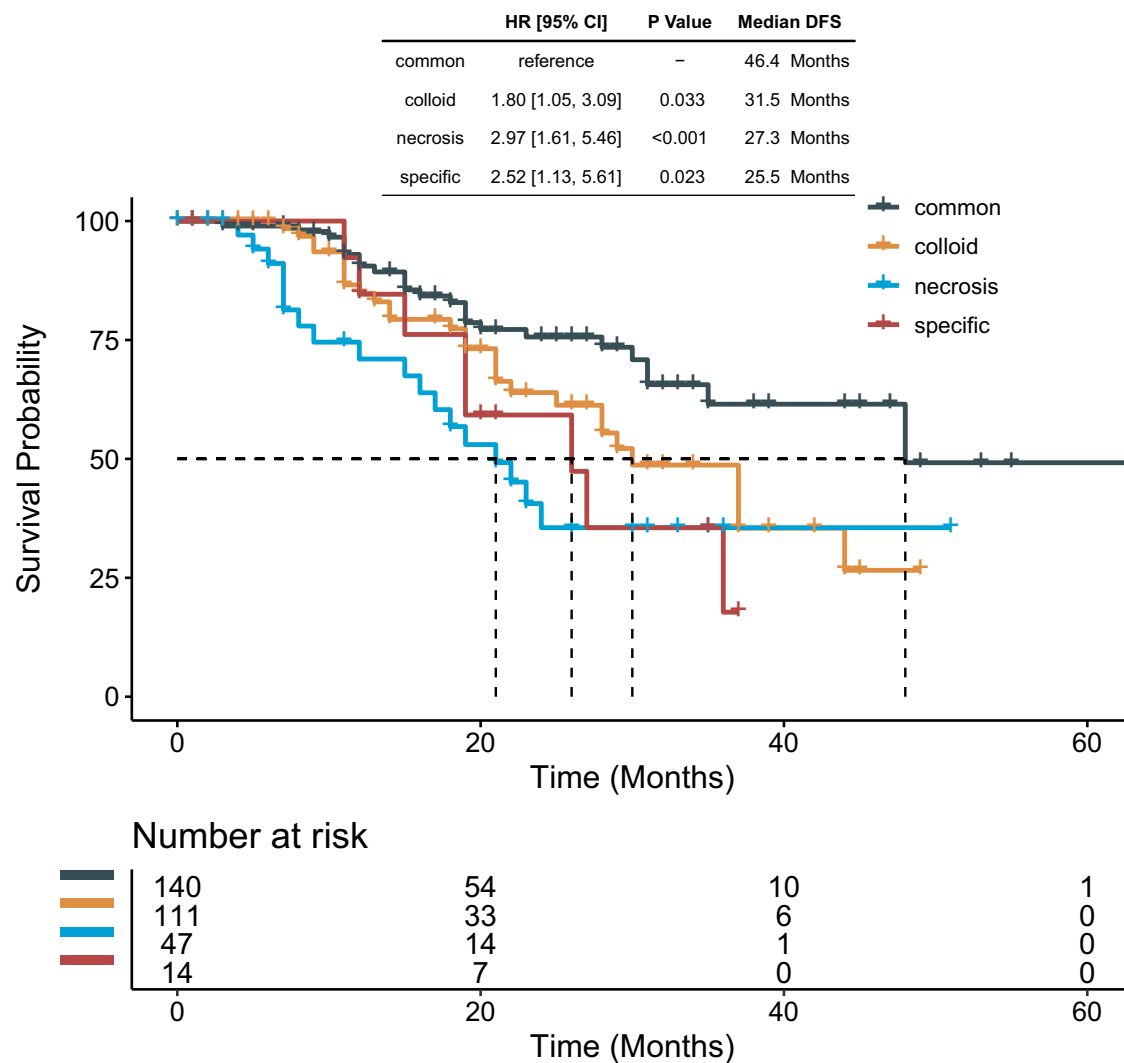 HR [95% CI] P Value Median DFS
common reference – 46.4 Months
colloid 1.80 [1.05, 3.09] 0.033 31.5 Months
necrosis 2.97 [1.61, 5.46] <0.001 27.3 Months
specific 2.52 [1.13, 5.61] 0.023 25.5 Months
common
colloid
necrosis
specific
Survival Probability
100
75
50
25
0
0 20 40 60
Time (Months)
Number at risk
140 54 10 1
111 33 6 0
47 14 1 0
14 7 0 0
0 20 40 60
Time (Months)